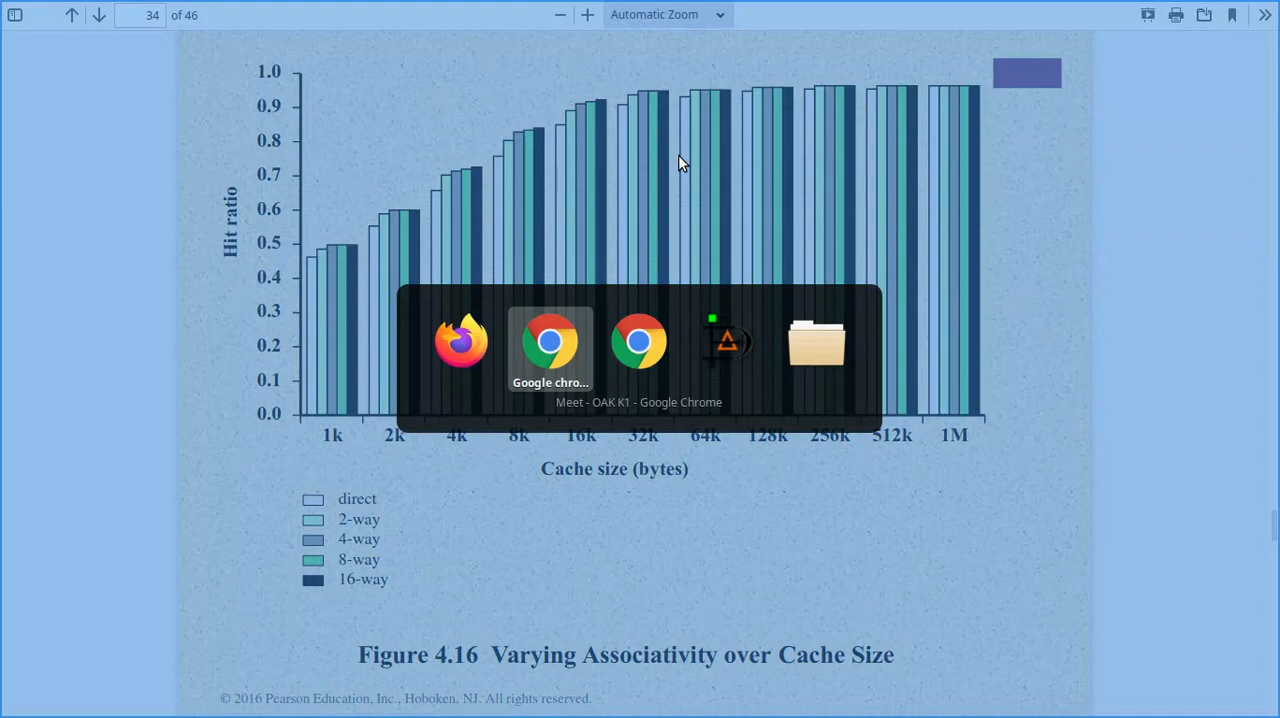 34 of 46
Automatic Zoom
1.0
0.9
0.8
0.7
0.6
0.5
0.4
0.3
0.2
0.1
0.0
Hit ratio
Google chro...
Meet - OAK K1 - Google Chrome
1k 2k 4k 8k 16k 32k 64k 128k 256k 512k 1M
Cache size (bytes)
direct
2-way
4-way
8-way
16-way
Figure 4.16 Varying Associativity over Cache Size
© 2016 Pearson Education, Inc., Hoboken, NJ. All rights reserved.